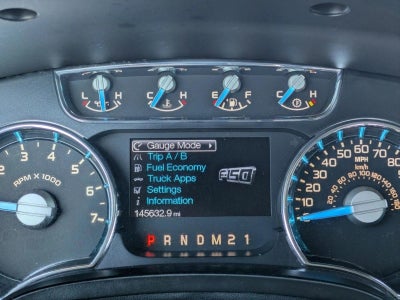 L H C H E F C H
Gauge Mode
Trip A / B
Fuel Economy
Truck Apps
Settings
i Information
F150
145632.9 mi
P R N D M 2 1
1 2 3 4 5 6 7
RPM X 1000
10 20 30 40 50 60 70 80
MPH